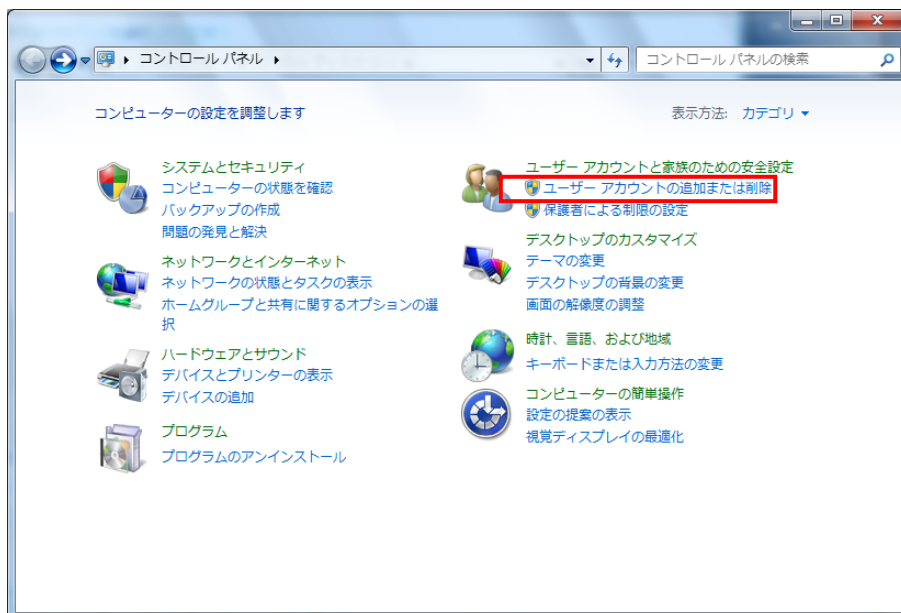 コントロール パネル
コントロール パネルの検索
コンピューターの設定を調整します
表示方法: カテゴリ
システムとセキュリティ
コンピューターの状態を確認
バックアップの作成
問題の発見と解決
ネットワークとインターネット
ネットワークの状態とタスクの表示
ホームグループと共有に関するオプションの選
択
ハードウェアとサウンド
デバイスとプリンターの表示
デバイスの追加
プログラム
プログラムのアンインストール
ユーザー アカウントと家族のための安全設定
ユーザー アカウントの追加または削除
保護者による制限の設定
デスクトップのカスタマイズ
テーマの変更
デスクトップの背景の変更
画面の解像度の調整
時計、言語、および地域
キーボードまたは入力方法の変更
コンピューターの簡単操作
設定の提案の表示
視覚ディスプレイの最適化